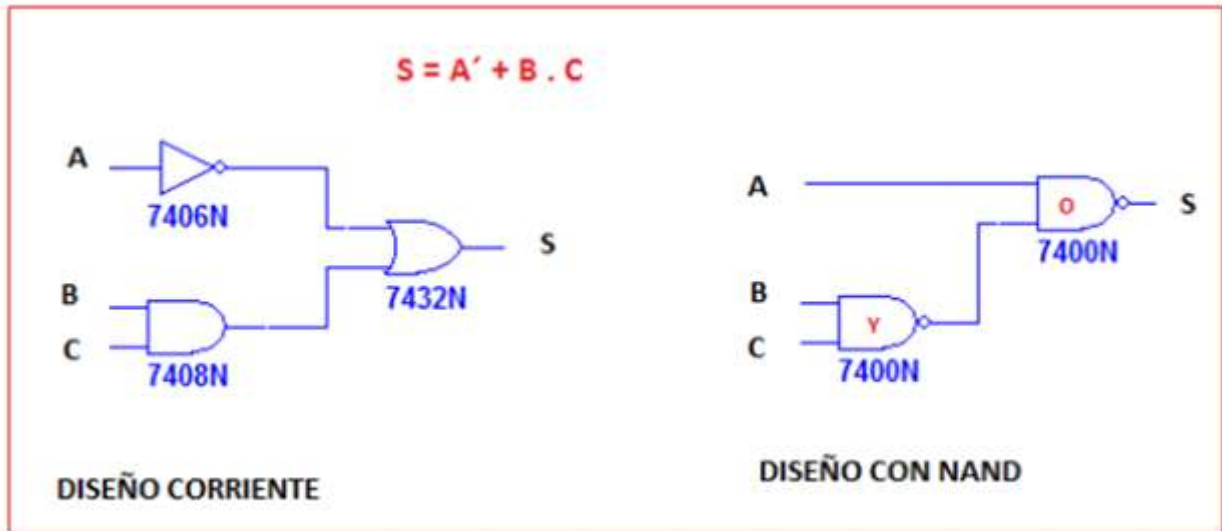 S = A´ + B . C
A
7406N
B
C
7408N
7432N
S
DISEÑO CORRIENTE
A
O
7400N
S
B
C
Y
7400N
DISEÑO CON NAND